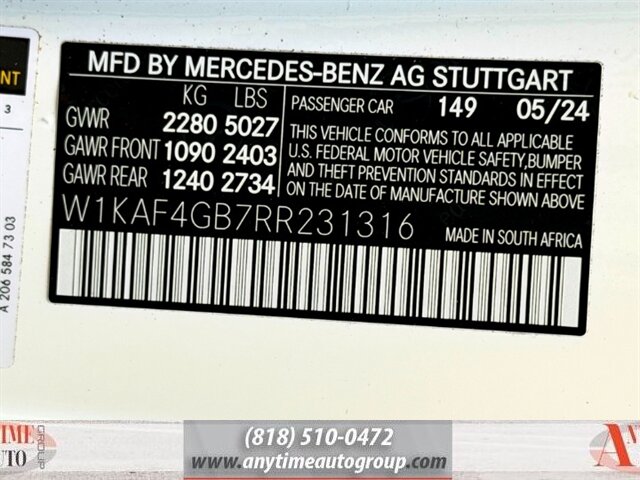 MFD BY MERCEDES-BENZ AG STUTTGART
KG LBS
PASSENGER CAR 149 05/24
GVWR 2280 5027
GAWR FRONT 1090 2403
GAWR REAR 1240 2734
THIS VEHICLE CONFORMS TO ALL APPLICABLE
U.S. FEDERAL MOTOR VEHICLE SAFETY,BUMPER
AND THEFT PREVENTION STANDARDS IN EFFECT
ON DATE OF MANUFACTURE SHOWN ABOVE
W1KAF4GB7RR231316
MADE IN SOUTH AFRICA
3
A 206 584 73 03
GROUP
(818) 510-0472
www.anytimeautogroup.com